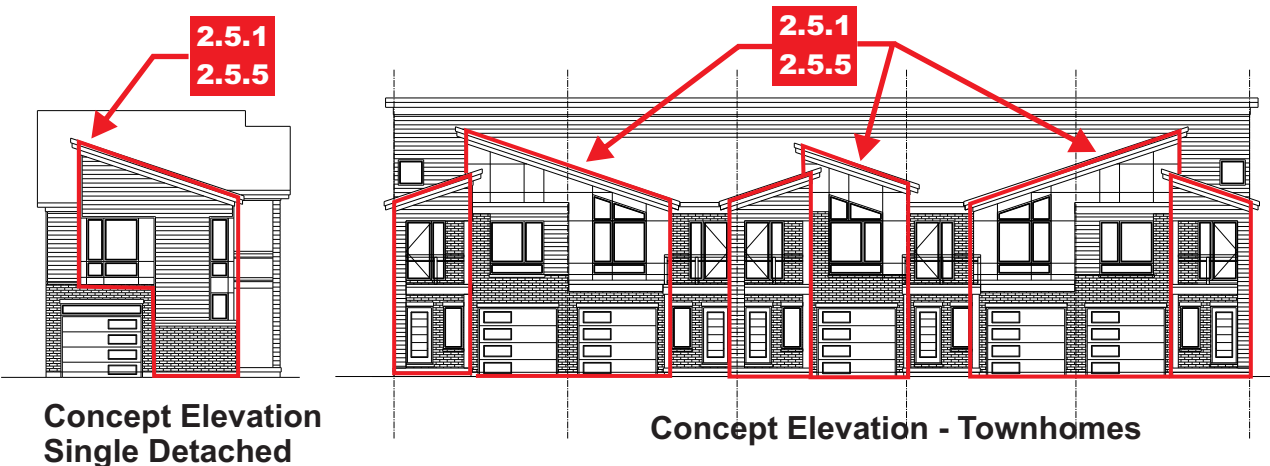 2.5.1
2.5.5
2.5.1
2.5.5
Concept Elevation
Single Detached
Concept Elevation - Townhomes